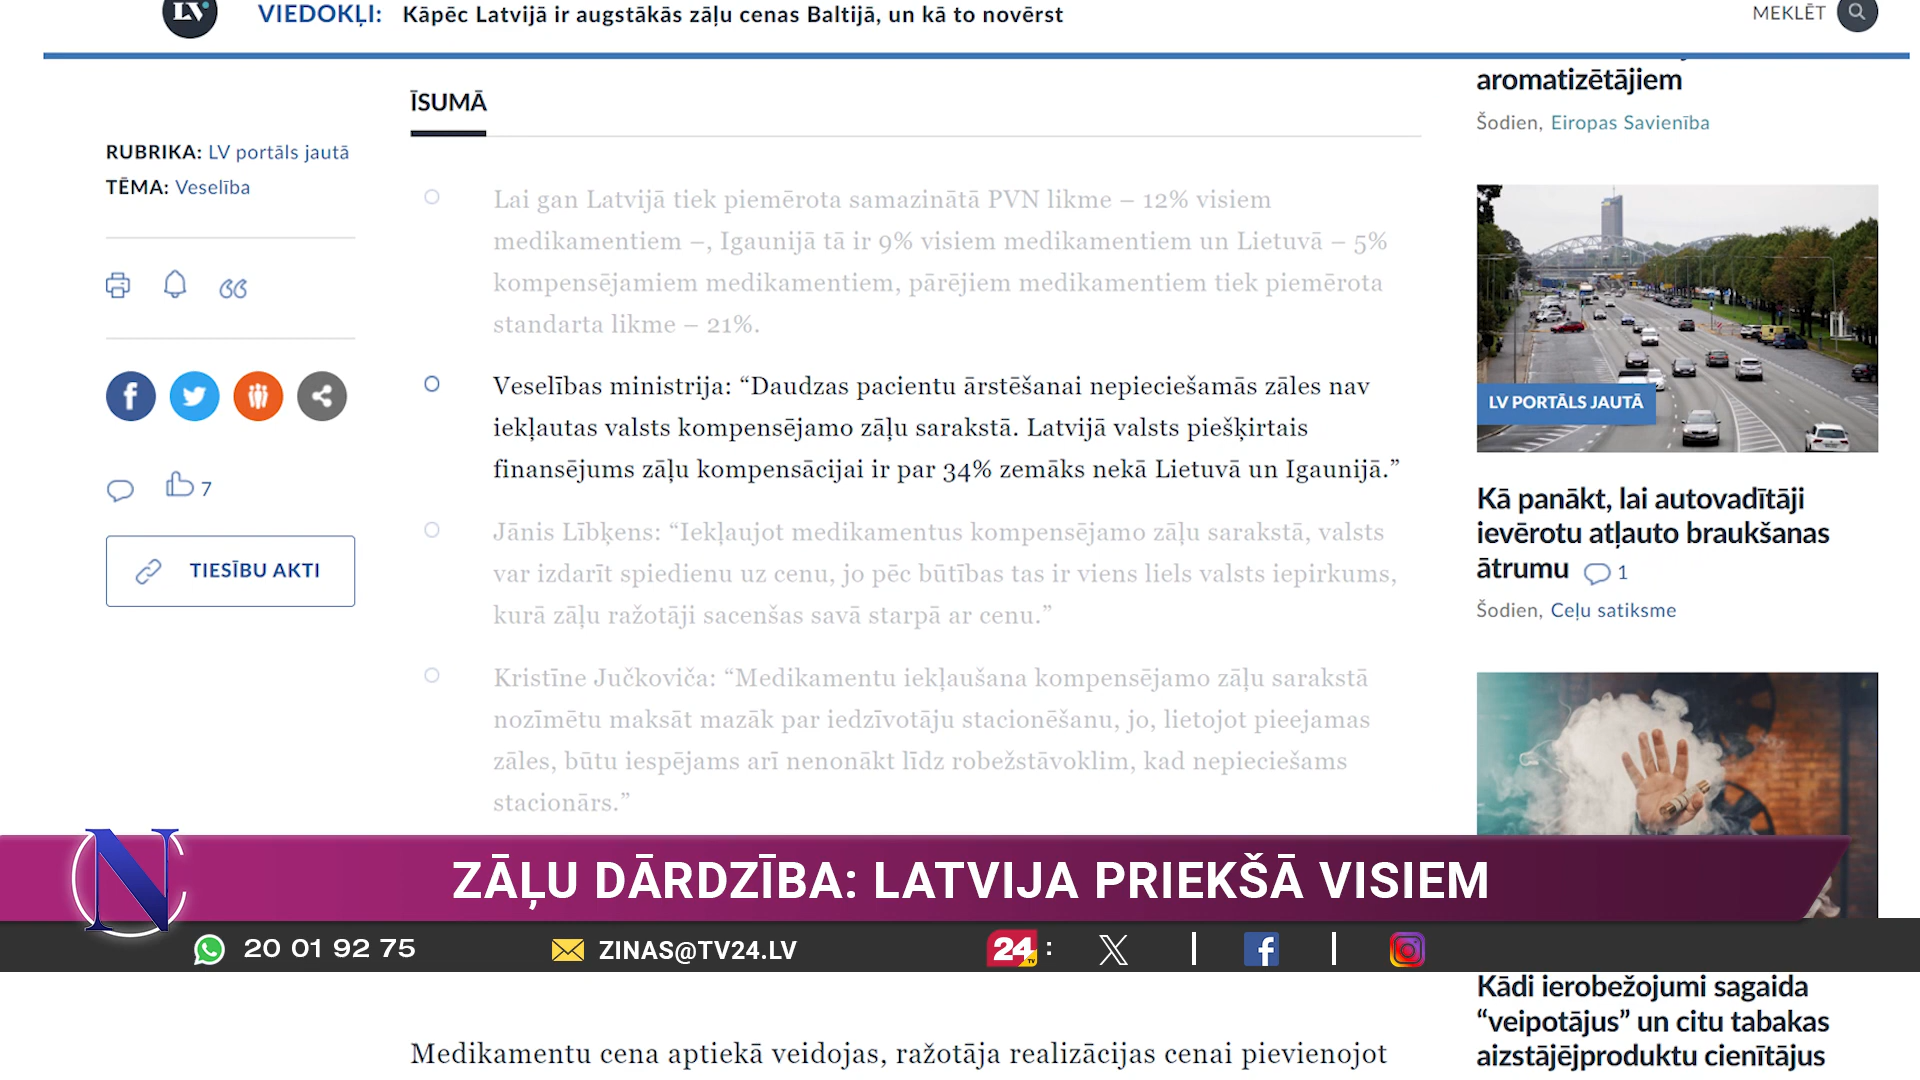 LV
VIEDOKĻI: Kāpēc Latvijā ir augstākās zāļu cenas Baltijā, un kā to novērst
MEKLĒT
RUBRIKA: LV portāls jautā
TĒMA: Veselība
7
TIESĪBU AKTI
ĪSUMĀ
Lai gan Latvijā tiek piemērota samazinātā PVN likme – 12% visiem
medikamentiem –, Igaunijā tā ir 9% visiem medikamentiem un Lietuvā – 5%
kompensējamiem medikamentiem, pārējiem medikamentiem tiek piemērota
standarta likme – 21%.
Veselības ministrija: “Daudzas pacientu ārstēšanai nepieciešamās zāles nav
iekļautas valsts kompensējamo zāļu sarakstā. Latvijā valsts piešķirtais
finansējums zāļu kompensācijai ir par 34% zemāks nekā Lietuvā un Igaunijā.”
Jānis Lībķens: “Iekļaujot medikamentus kompensējamo zāļu sarakstā, valsts
var izdarīt spiedienu uz cenu, jo pēc būtības tas ir viens liels valsts iepirkums,
kurā zāļu ražotāji sacenšas savā starpā ar cenu.”
Kristīne Jučkoviča: “Medikamentu iekļaušana kompensējamo zāļu sarakstā
nozīmētu maksāt mazāk par iedzīvotāju stacionēšanu, jo, lietojot pieejamas
zāles, būtu iespējams arī nenonākt līdz robežstāvoklim, kad nepieciešams
stacionārs.”
aromatizētājiem
Šodien, Eiropas Savienība
LV PORTĀLS JAUTĀ
Kā panākt, lai autovadītāji
ievērotu atļauto braukšanas
ātrumu 1
Šodien, Ceļu satiksme
N
ZĀĻU DĀRDZĪBA: LATVIJA PRIEKŠĀ VISIEM
20 01 92 75
ZINAS@TV24.LV
24 TV :
Kādi ierobežojumi sagaida
“veipotājus” un citu tabakas
aizstājējproduktu cienītājus
Medikamentu cena aptiekā veidojas, ražotāja realizācijas cenai pievienojot